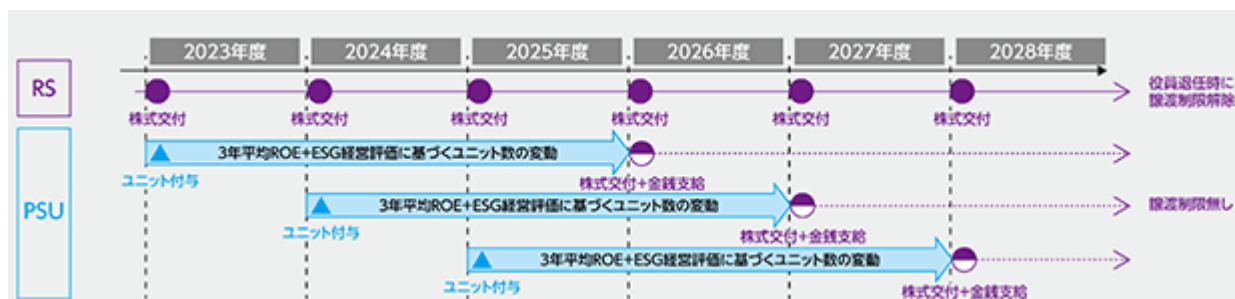 2023年度 2024年度 2025年度 2026年度 2027年度 2028年度
RS
株式交付 株式交付 株式交付 株式交付 株式交付 株式交付
役員退任時に
譲渡制限解除
PSU
3年平均ROE+ESG経営評価に基づくユニット数の変動
ユニット付与
株式交付+金銭支給
3年平均ROE+ESG経営評価に基づくユニット数の変動
譲渡制限無し
ユニット付与
株式交付+金銭支給
3年平均ROE+ESG経営評価に基づくユニット数の変動
ユニット付与
株式交付+金銭支給